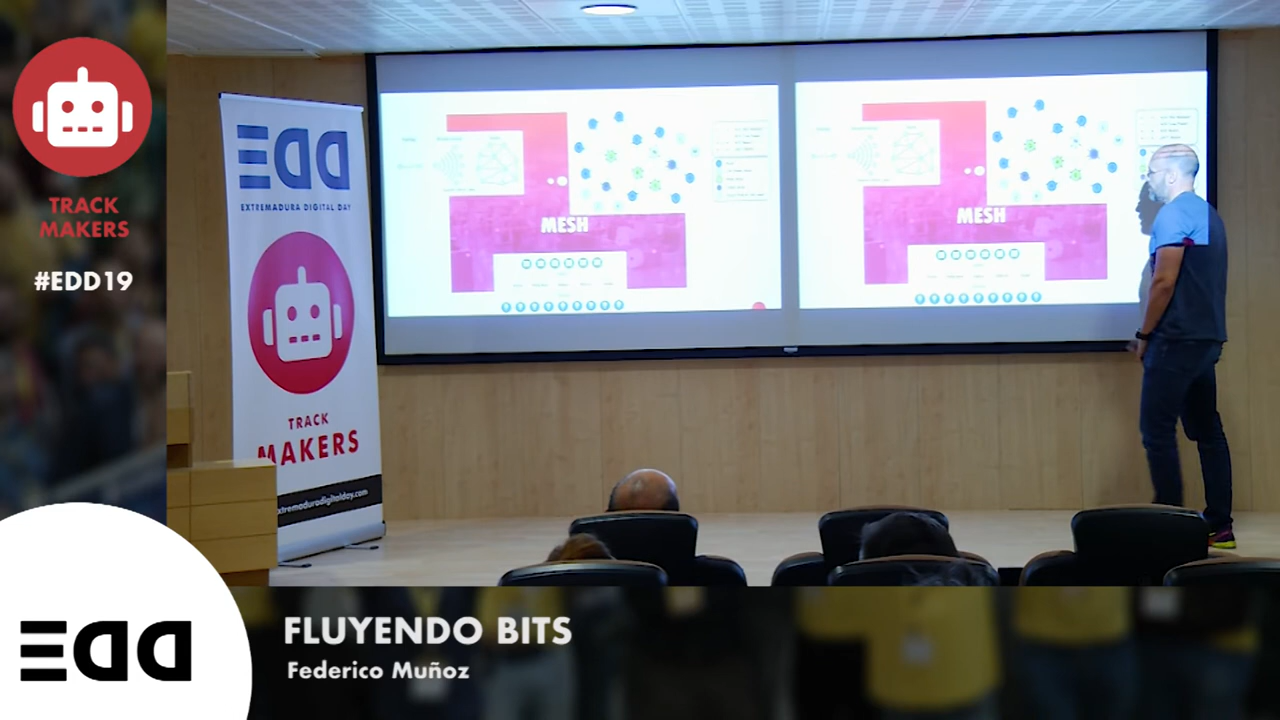 TRACK
MAKERS
#EDD19
EDD
EXTREMADURA DIGITAL DAY
TRACK
MAKERS
extremaduradigitalday.com
MESH
MESH
EDD
FLUYENDO BITS
Federico Muñoz